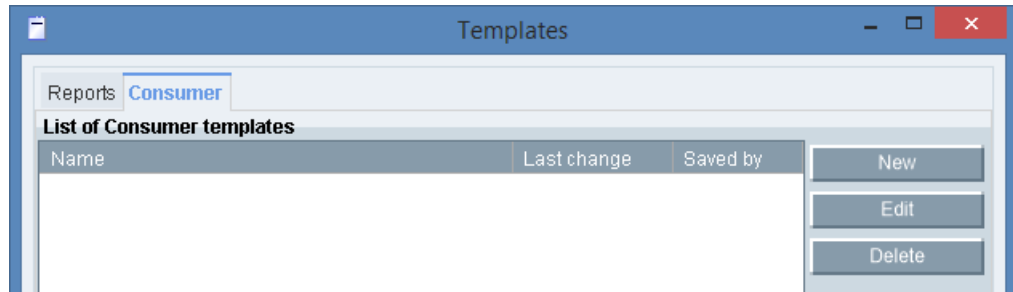 Templates
Reports Consumer
List of Consumer templates
Name Last change Saved by
New
Edit
Delete